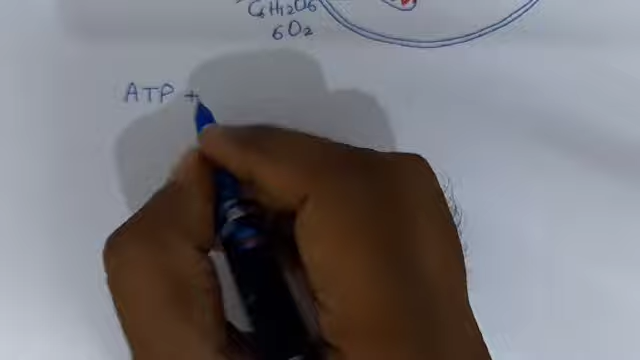 C₆H₁₂O₆
6O₂
ATP +